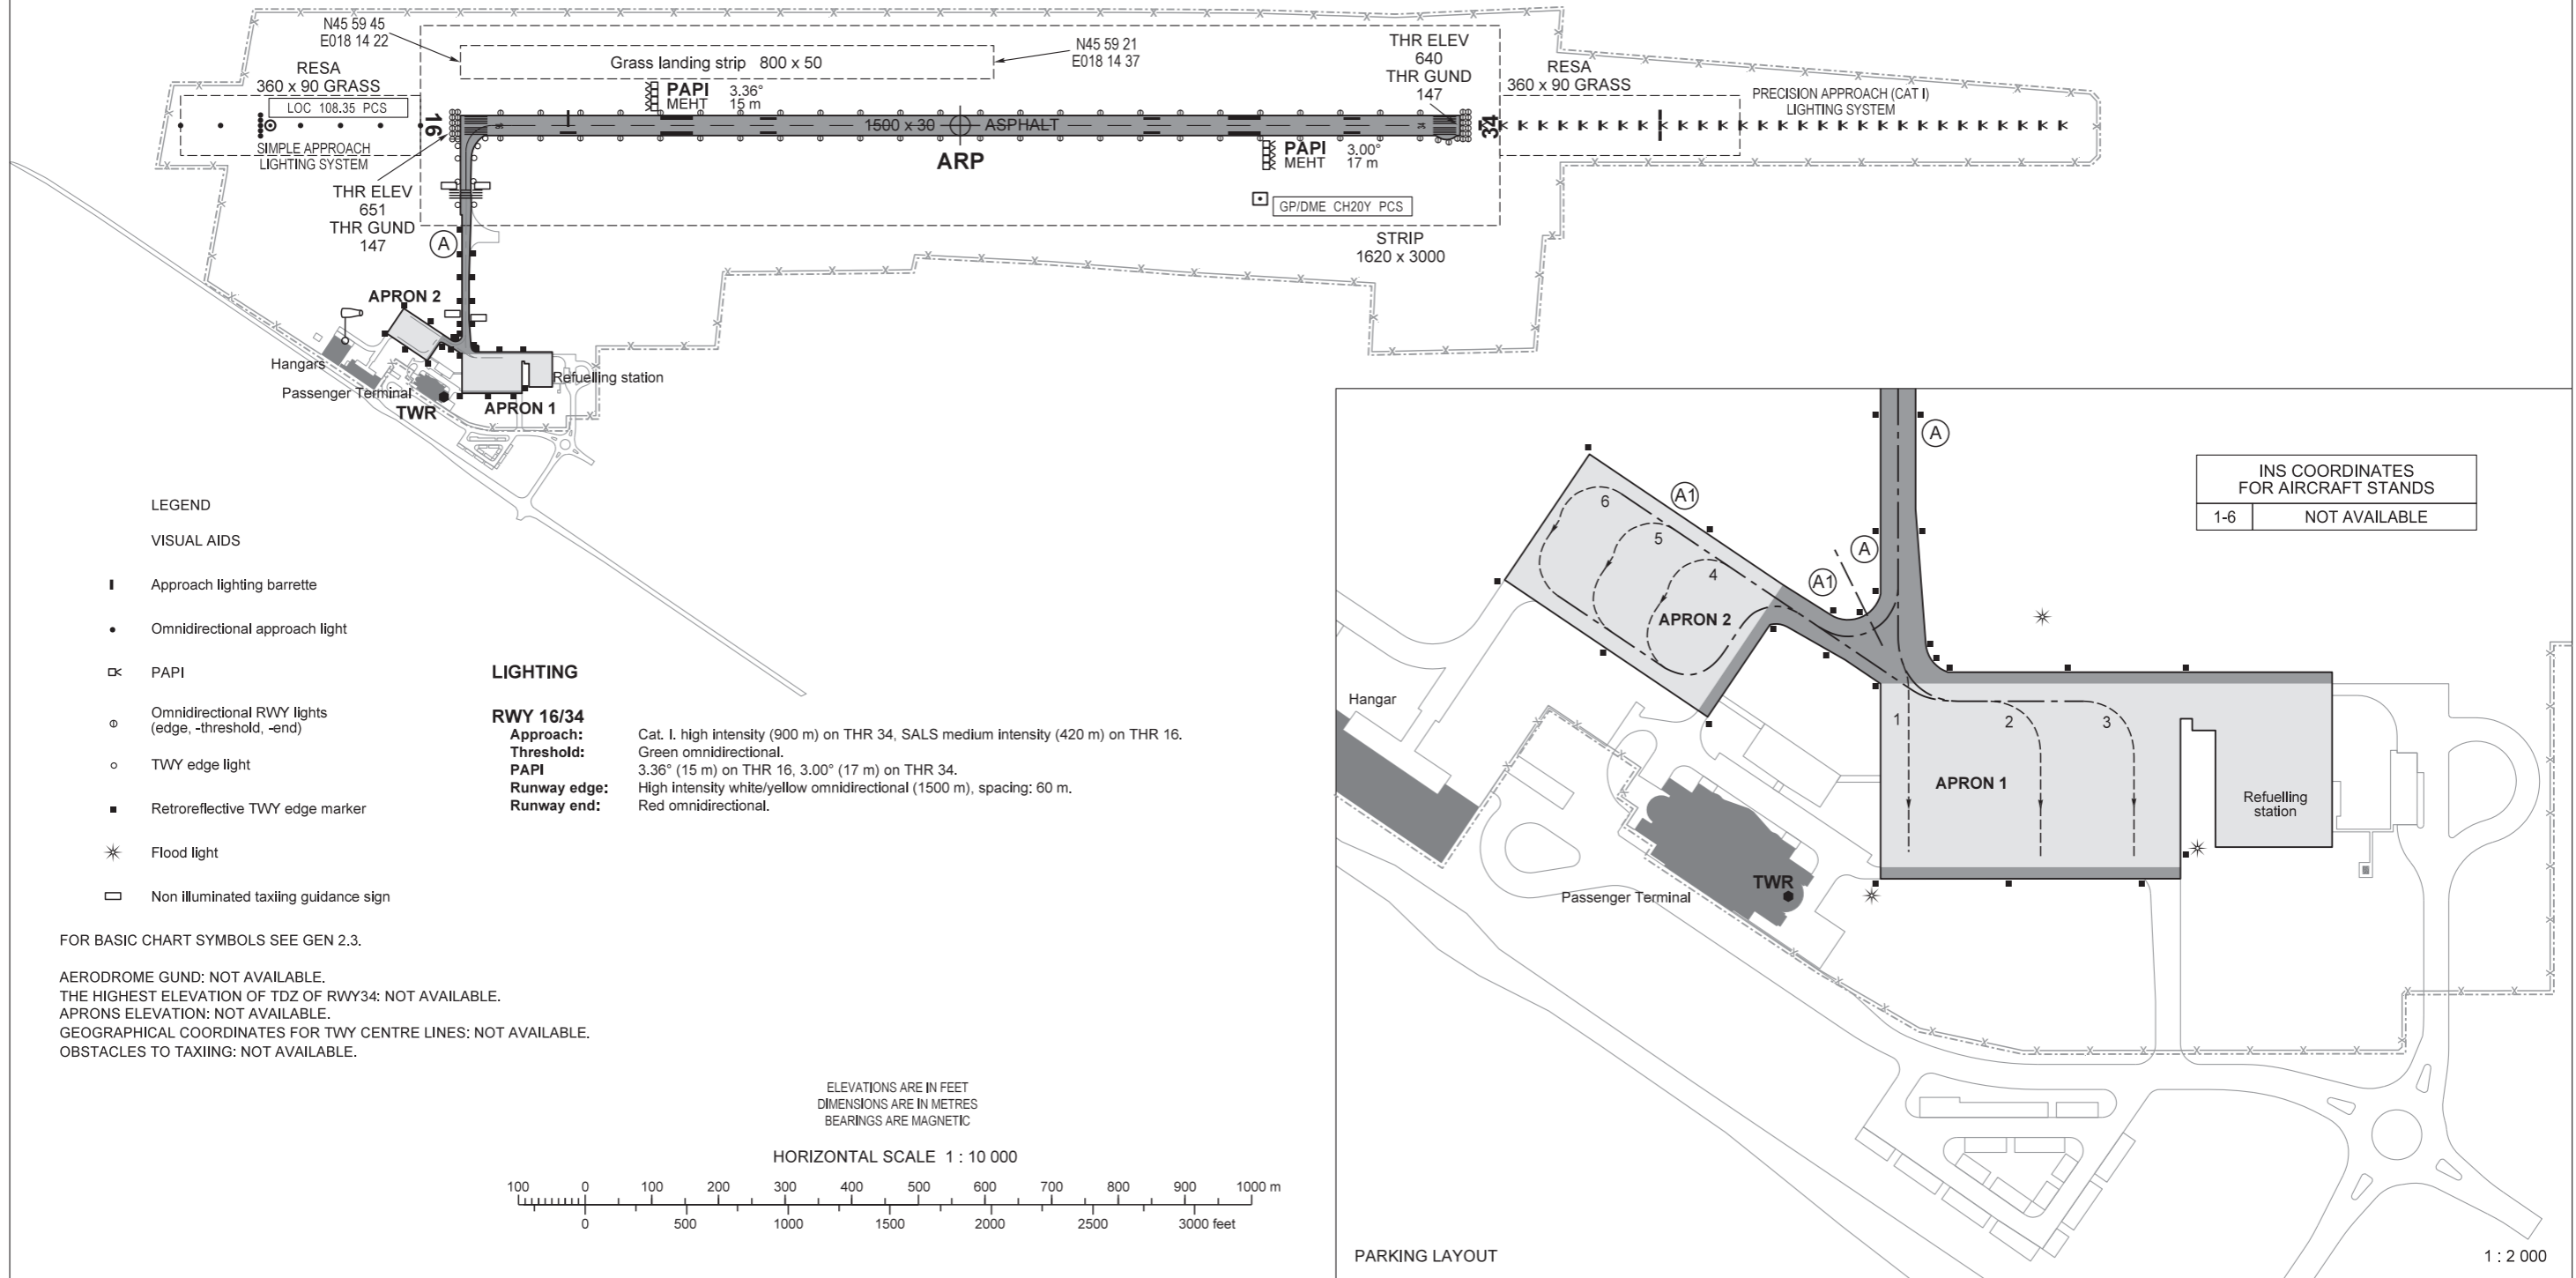 N45 59 45
E018 14 22
RESA
360 x 90 GRASS
LOC 108.35 PCS
SIMPLE APPROACH
LIGHTING SYSTEM
16
THR ELEV
651
THR GUND
147
A
Grass landing strip 800 x 50
N45 59 21
E018 14 37
PAPI 3.36°
MEHT 15 m
1500 x 30 ASPHALT
ARP
THR ELEV
640
THR GUND
147
PAPI 3.00°
MEHT 17 m
GP/DME CH20Y PCS
34
RESA
360 x 90 GRASS
PRECISION APPROACH (CAT I)
LIGHTING SYSTEM
STRIP
1620 x 3000
APRON 2
Hangars
Passenger Terminal
TWR
APRON 1
Refuelling station
LEGEND
VISUAL AIDS
Approach lighting barrette
Omnidirectional approach light
PAPI
Omnidirectional RWY lights
(edge, -threshold, -end)
TWY edge light
Retroreflective TWY edge marker
Flood light
Non illuminated taxiing guidance sign
LIGHTING
RWY 16/34
Approach: Cat. I. high intensity (900 m) on THR 34, SALS medium intensity (420 m) on THR 16.
Threshold: Green omnidirectional.
PAPI 3.36° (15 m) on THR 16, 3.00° (17 m) on THR 34.
Runway edge: High intensity white/yellow omnidirectional (1500 m), spacing: 60 m.
Runway end: Red omnidirectional.
FOR BASIC CHART SYMBOLS SEE GEN 2.3.
AERODROME GUND: NOT AVAILABLE.
THE HIGHEST ELEVATION OF TDZ OF RWY34: NOT AVAILABLE.
APRONS ELEVATION: NOT AVAILABLE.
GEOGRAPHICAL COORDINATES FOR TWY CENTRE LINES: NOT AVAILABLE.
OBSTACLES TO TAXIING: NOT AVAILABLE.
ELEVATIONS ARE IN FEET
DIMENSIONS ARE IN METRES
BEARINGS ARE MAGNETIC
HORIZONTAL SCALE 1 : 10 000
100 0 100 200 300 400 500 600 700 800 900 1000 m
0 500 1000 1500 2000 2500 3000 feet
A
INS COORDINATES
FOR AIRCRAFT STANDS
1-6 NOT AVAILABLE
A1
6
5
4
A
A1
APRON 2
Hangar
1
2
3
APRON 1
Refuelling
station
TWR
Passenger Terminal
PARKING LAYOUT
1 : 2 000